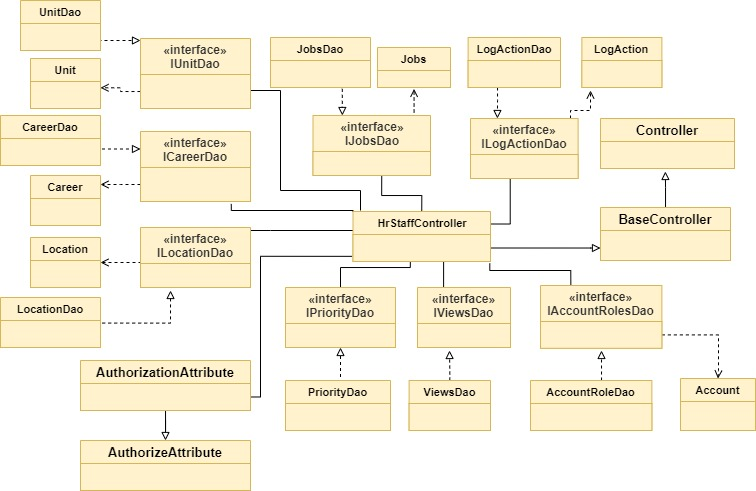 UnitDao
«interface»
IUnitDao
Unit
CareerDao
«interface»
ICareerDao
Career
Location
«interface»
ILocationDao
LocationDao
JobsDao
Jobs
«interface»
IJobsDao
LogActionDao
LogAction
«interface»
ILogActionDao
Controller
BaseController
HrStaffController
«interface»
IPriorityDao
«interface»
IViewsDao
«interface»
IAccountRolesDao
AuthorizationAttribute
PriorityDao
ViewsDao
AccountRoleDao
Account
AuthorizeAttribute